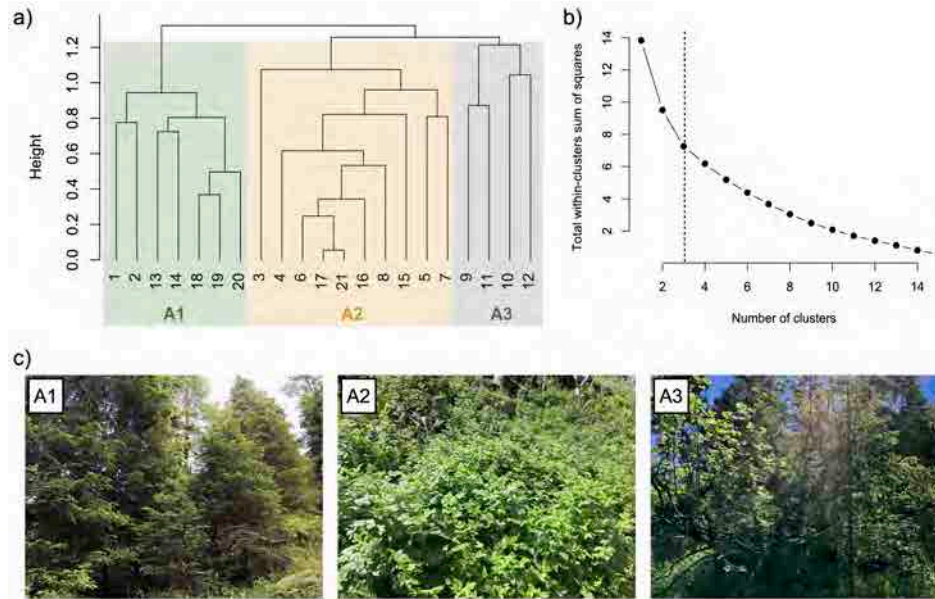 a)
Height
1.2
1.0
0.8
0.6
0.4
0.2
0.0
1 2 13 14 18 19 20 3 4 6 17 21 16 8 15 5 7 9 11 10 12
A1 A2 A3
b)
Total within-clusters sum of squares
14
12
10
8
6
4
2
2 4 6 8 10 12 14
Number of clusters
c)
A1 A2 A3